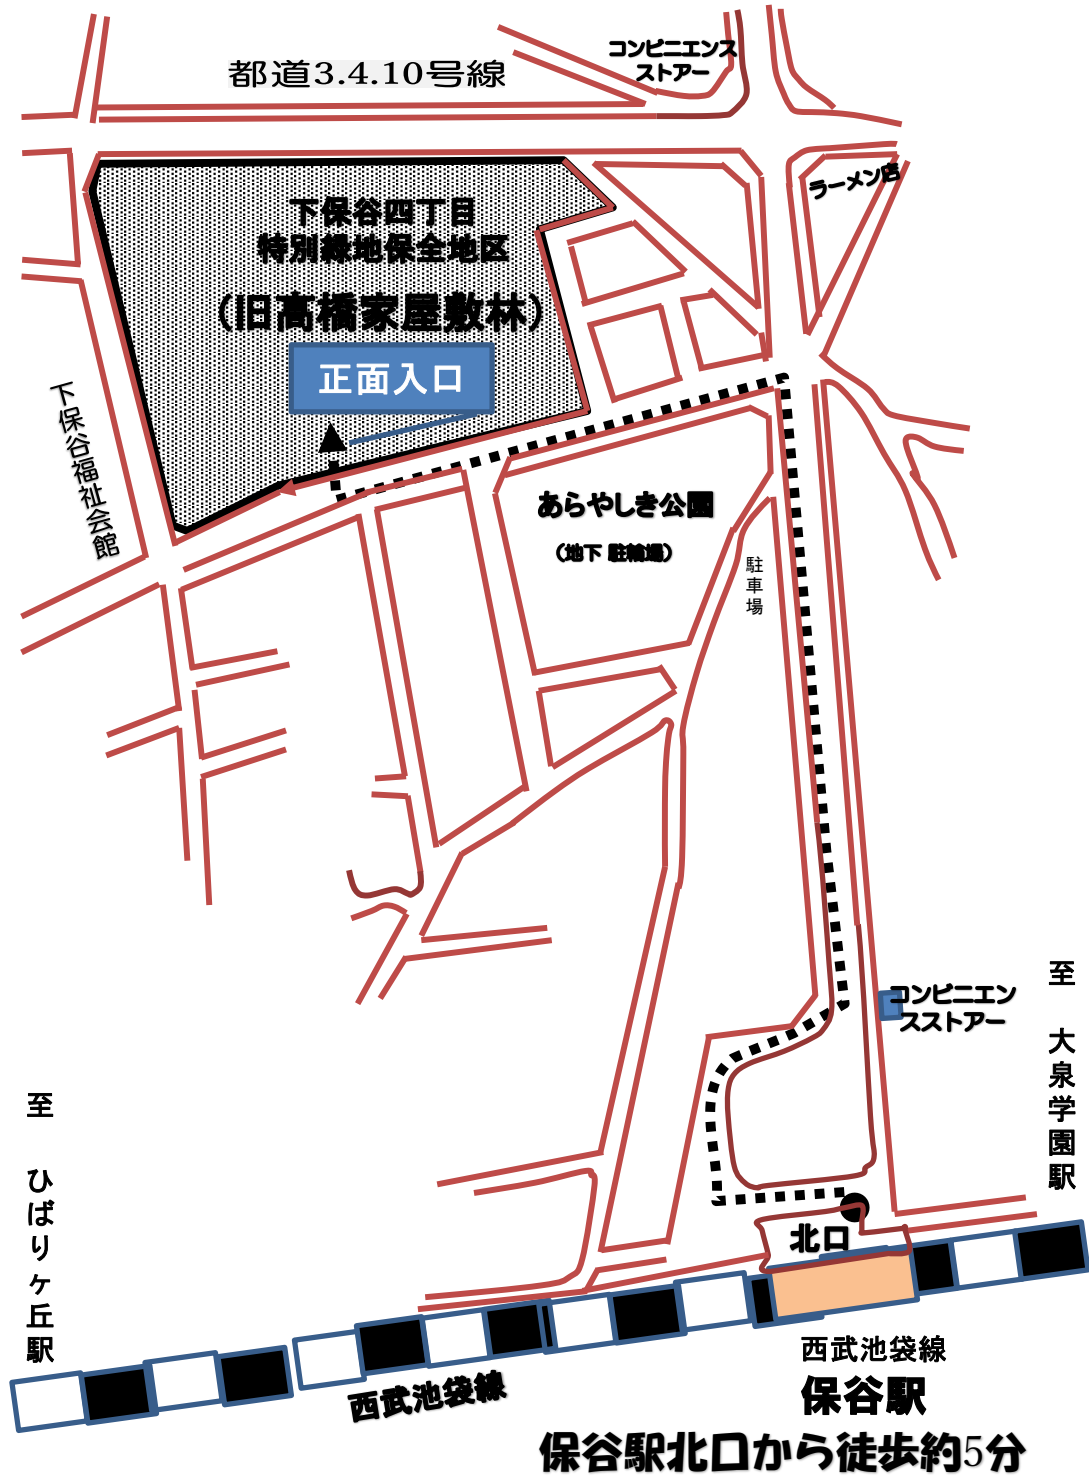 コンビニエンス
ストアー
都道3.4.10号線
ラーメン店
下保谷四丁目
特別緑地保全地区
(旧高橋家屋敷林)
正面入口
下保谷福祉会館
あらやしき公園
(地下 駐輪場)
駐車場
コンビニエン
スストアー
至 大泉学園駅
至 ひばりヶ丘駅
北口
西武池袋線
保谷駅
西武池袋線
保谷駅北口から徒歩約5分